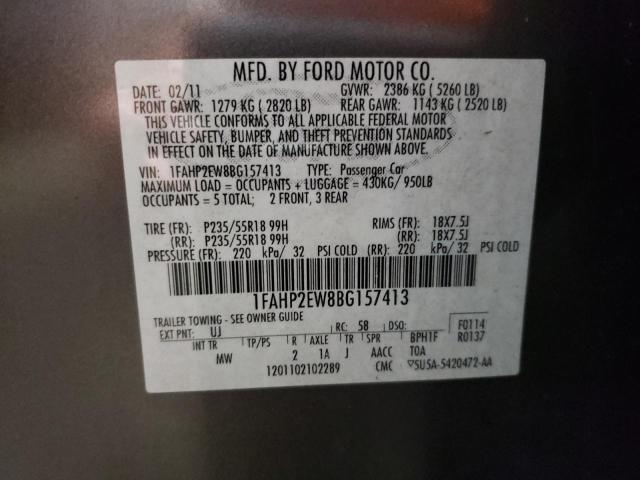 MFD. BY FORD MOTOR CO.
DATE: 02/11 GVWR: 2386 KG ( 5260 LB)
FRONT GAWR: 1279 KG ( 2820 LB) REAR GAWR: 1143 KG ( 2520 LB)
THIS VEHICLE CONFORMS TO ALL APPLICABLE FEDERAL MOTOR
VEHICLE SAFETY, BUMPER, AND THEFT PREVENTION STANDARDS
IN EFFECT ON THE DATE OF MANUFACTURE SHOWN ABOVE.
VIN: 1FAHP2EW8BG157413 TYPE: Passenger Car
MAXIMUM LOAD = OCCUPANTS + LUGGAGE = 430KG/ 950LB
OCCUPANTS = 5 TOTAL; 2 FRONT, 3 REAR
TIRE (FR): P235/55R18 99H RIMS (FR): 18X7.5J
(RR): P235/55R18 99H (RR): 18X7.5J
PRESSURE (FR): 220 kPa/ 32 PSI COLD (RR): 220 kPa/ 32 PSI COLD
1FAHP2EW8BG157413
TRAILER TOWING - SEE OWNER GUIDE
EXT PNT: UJ RC: 58 DSO: F0114
INT TR TP/PS R AXLE TR SPR BPH1F R0137
MW 2 1A J AACC TOA
1201102102289 CMC ▽SU5A-5420472-AA